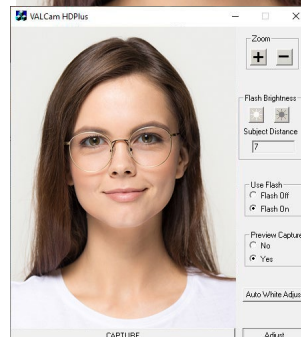 VALCam HDPlus
Zoom
+ −
Flash Brightness
Subject Distance
7
Use Flash
Flash Off
Flash On
Preview Capture
No
Yes
Auto White Adjus
CAPTURE
Adjust